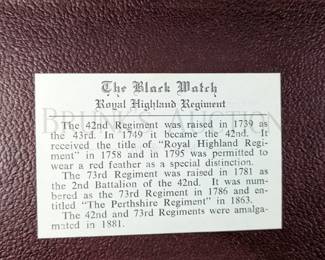 The Black Watch
Royal Highland Regiment
The 42nd Regiment was raised in 1739 as
the 43rd. In 1749 it became the 42nd. It
received the title of "Royal Highland Regi-
ment" in 1758 and in 1795 was permitted to
wear a red feather as a special distinction.
The 73rd Regiment was raised in 1781 as
the 2nd Battalion of the 42nd. It was num-
bered as the 73rd Regiment in 1786 and en-
titled "The Perthshire Regiment" in 1863.
The 42nd and 73rd Regiments were amalga-
mated in 1881.